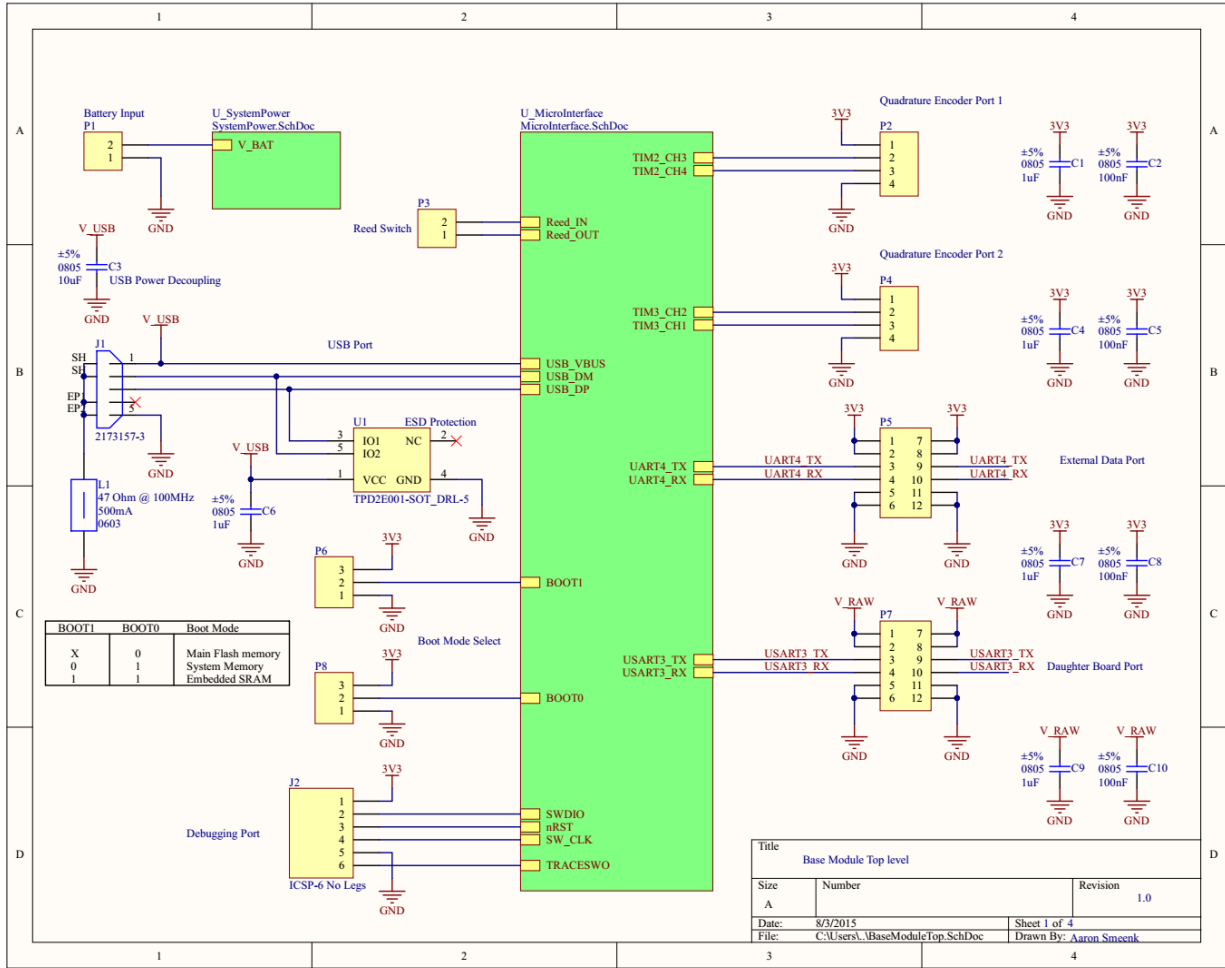 1 2 3 4
A A
B B
C C
D D
1 2 3 4
Battery Input
P1
2
1
GND
U_SystemPower
SystemPower.SchDoc
V_BAT
U_MicroInterface
MicroInterface.SchDoc
TIM2_CH3
TIM2_CH4
Reed_IN
Reed_OUT
TIM3_CH2
TIM3_CH1
USB_VBUS
USB_DM
USB_DP
UART4_TX
UART4_RX
BOOT1
USART3_TX
USART3_RX
BOOT0
SWDIO
nRST
SW_CLK
TRACESWO
P3
Reed Switch
2
1
V_USB
±5%
0805 C3
10uF
USB Power Decoupling
GND
V_USB
USB Port
J1
SH
SH
EP1
EP2
1
5
2173157-3
GND
L1
47 Ohm @ 100MHz
500mA
0603
GND
V_USB
±5%
0805 C6
1uF
GND
U1 ESD Protection
3 IO1 NC 2
5 IO2
1 VCC GND 4
TPD2E001-SOT_DRL-5
GND
P6
3V3
3
2
1
GND
Boot Mode Select
P8
3V3
3
2
1
GND
BOOT1 BOOT0 Boot Mode
X 0 Main Flash memory
0 1 System Memory
1 1 Embedded SRAM
Debugging Port
J2
3V3
1
2
3
4
5
6
ICSP-6 No Legs
GND
Quadrature Encoder Port 1
3V3
P2
1
2
3
4
GND
3V3 3V3
±5% ±5%
0805 C1 0805 C2
1uF 100nF
GND GND
Quadrature Encoder Port 2
3V3
P4
1
2
3
4
GND
3V3 3V3
±5% ±5%
0805 C4 0805 C5
1uF 100nF
GND GND
3V3 P5 3V3
1 7
2 8
UART4_TX 3 9 UART4_TX
UART4_RX 4 10 UART4_RX
5 11
6 12
External Data Port
GND GND
3V3 3V3
±5% ±5%
0805 C7 0805 C8
1uF 100nF
GND GND
V_RAW P7 V_RAW
1 7
2 8
USART3_TX 3 9 USART3_TX
USART3_RX 4 10 USART3_RX
5 11
6 12
Daughter Board Port
GND GND
V_RAW V_RAW
±5% ±5%
0805 C9 0805 C10
1uF 100nF
GND GND
Title
Base Module Top level
Size Number Revision
A 1.0
Date: 8/3/2015 Sheet 1 of 4
File: C:\Users\..\BaseModuleTop.SchDoc Drawn By: Aaron Smeenk